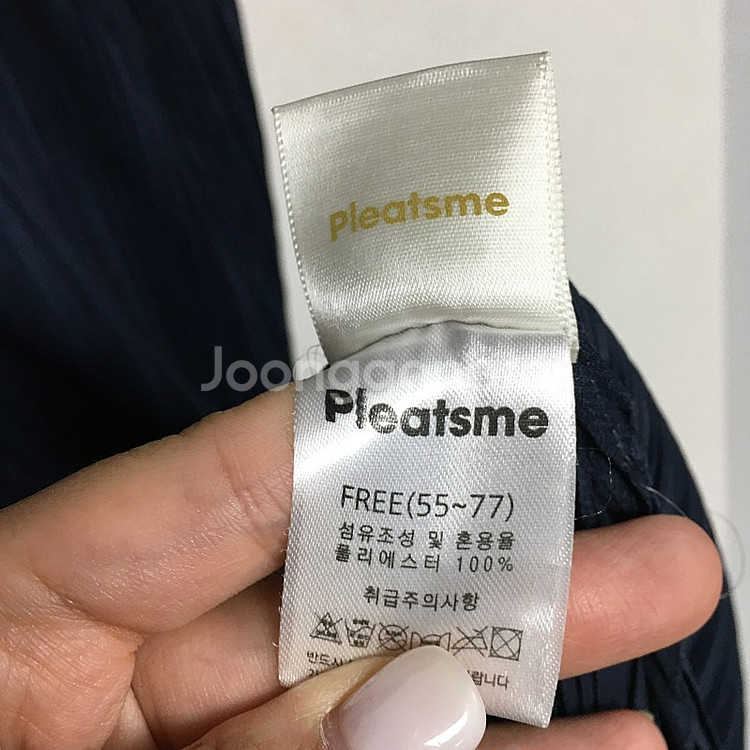 Pleatsme
Pleatsme
FREE(55~77)
섬유조성 및 혼용율
폴리에스터 100%
취급주의사항